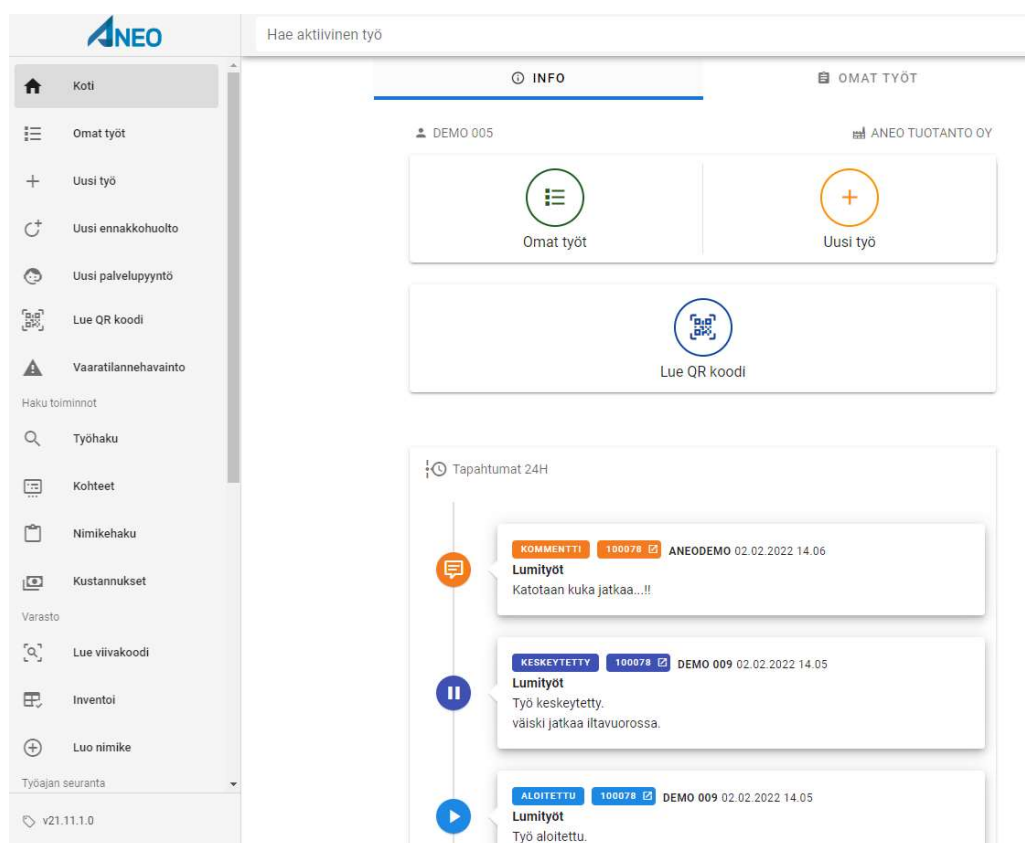 ANEO
Hae aktiivinen työ
Koti
Omat työt
Uusi työ
Uusi ennakkohuolto
Uusi palvelupyyntö
Lue QR koodi
Vaaratilannehavainto
Haku toiminnot
Työhaku
Kohteet
Nimikehaku
Kustannukset
Varasto
Lue viivakoodi
Inventoi
Luo nimike
Työajan seuranta
v21.11.1.0
INFO
OMAT TYÖT
DEMO 005
ANEO TUOTANTO OY
Omat työt
Uusi työ
Lue QR koodi
Tapahtumat 24H
KOMMENTTI 100078 ANEODEMO 02.02.2022 14.06
Lumityöt
Katotaan kuka jatkaa...!!
KESKEYTETTY 100078 DEMO 009 02.02.2022 14.05
Lumityöt
Työ keskeytetty.
väiski jatkaa iltavuorossa.
ALOITETTU 100078 DEMO 009 02.02.2022 14.05
Lumityöt
Työ aloitettu.